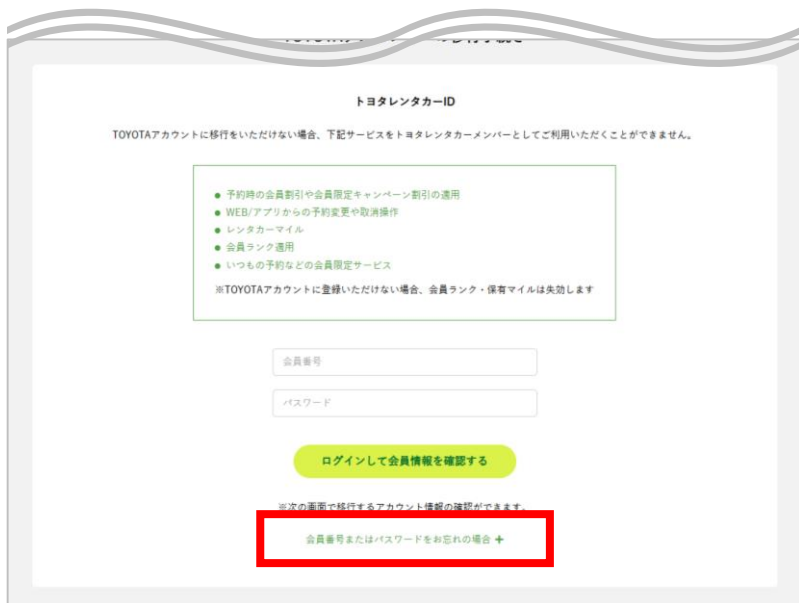 トヨタレンタカーID
TOYOTAアカウントに移行をいただけない場合、下記サービスをトヨタレンタカーメンバーとしてご利用いただくことができません。
● 予約時の会員割引や会員限定キャンペーン割引の適用
● WEB/アプリからの予約変更や取消操作
● レンタカーマイル
● 会員ランク適用
● いつもの予約などの会員限定サービス
※TOYOTAアカウントに登録いただけない場合、会員ランク・保有マイルは失効します
会員番号
パスワード
ログインして会員情報を確認する
※次の画面で移行するアカウント情報の確認ができます。
会員番号またはパスワードをお忘れの場合 +